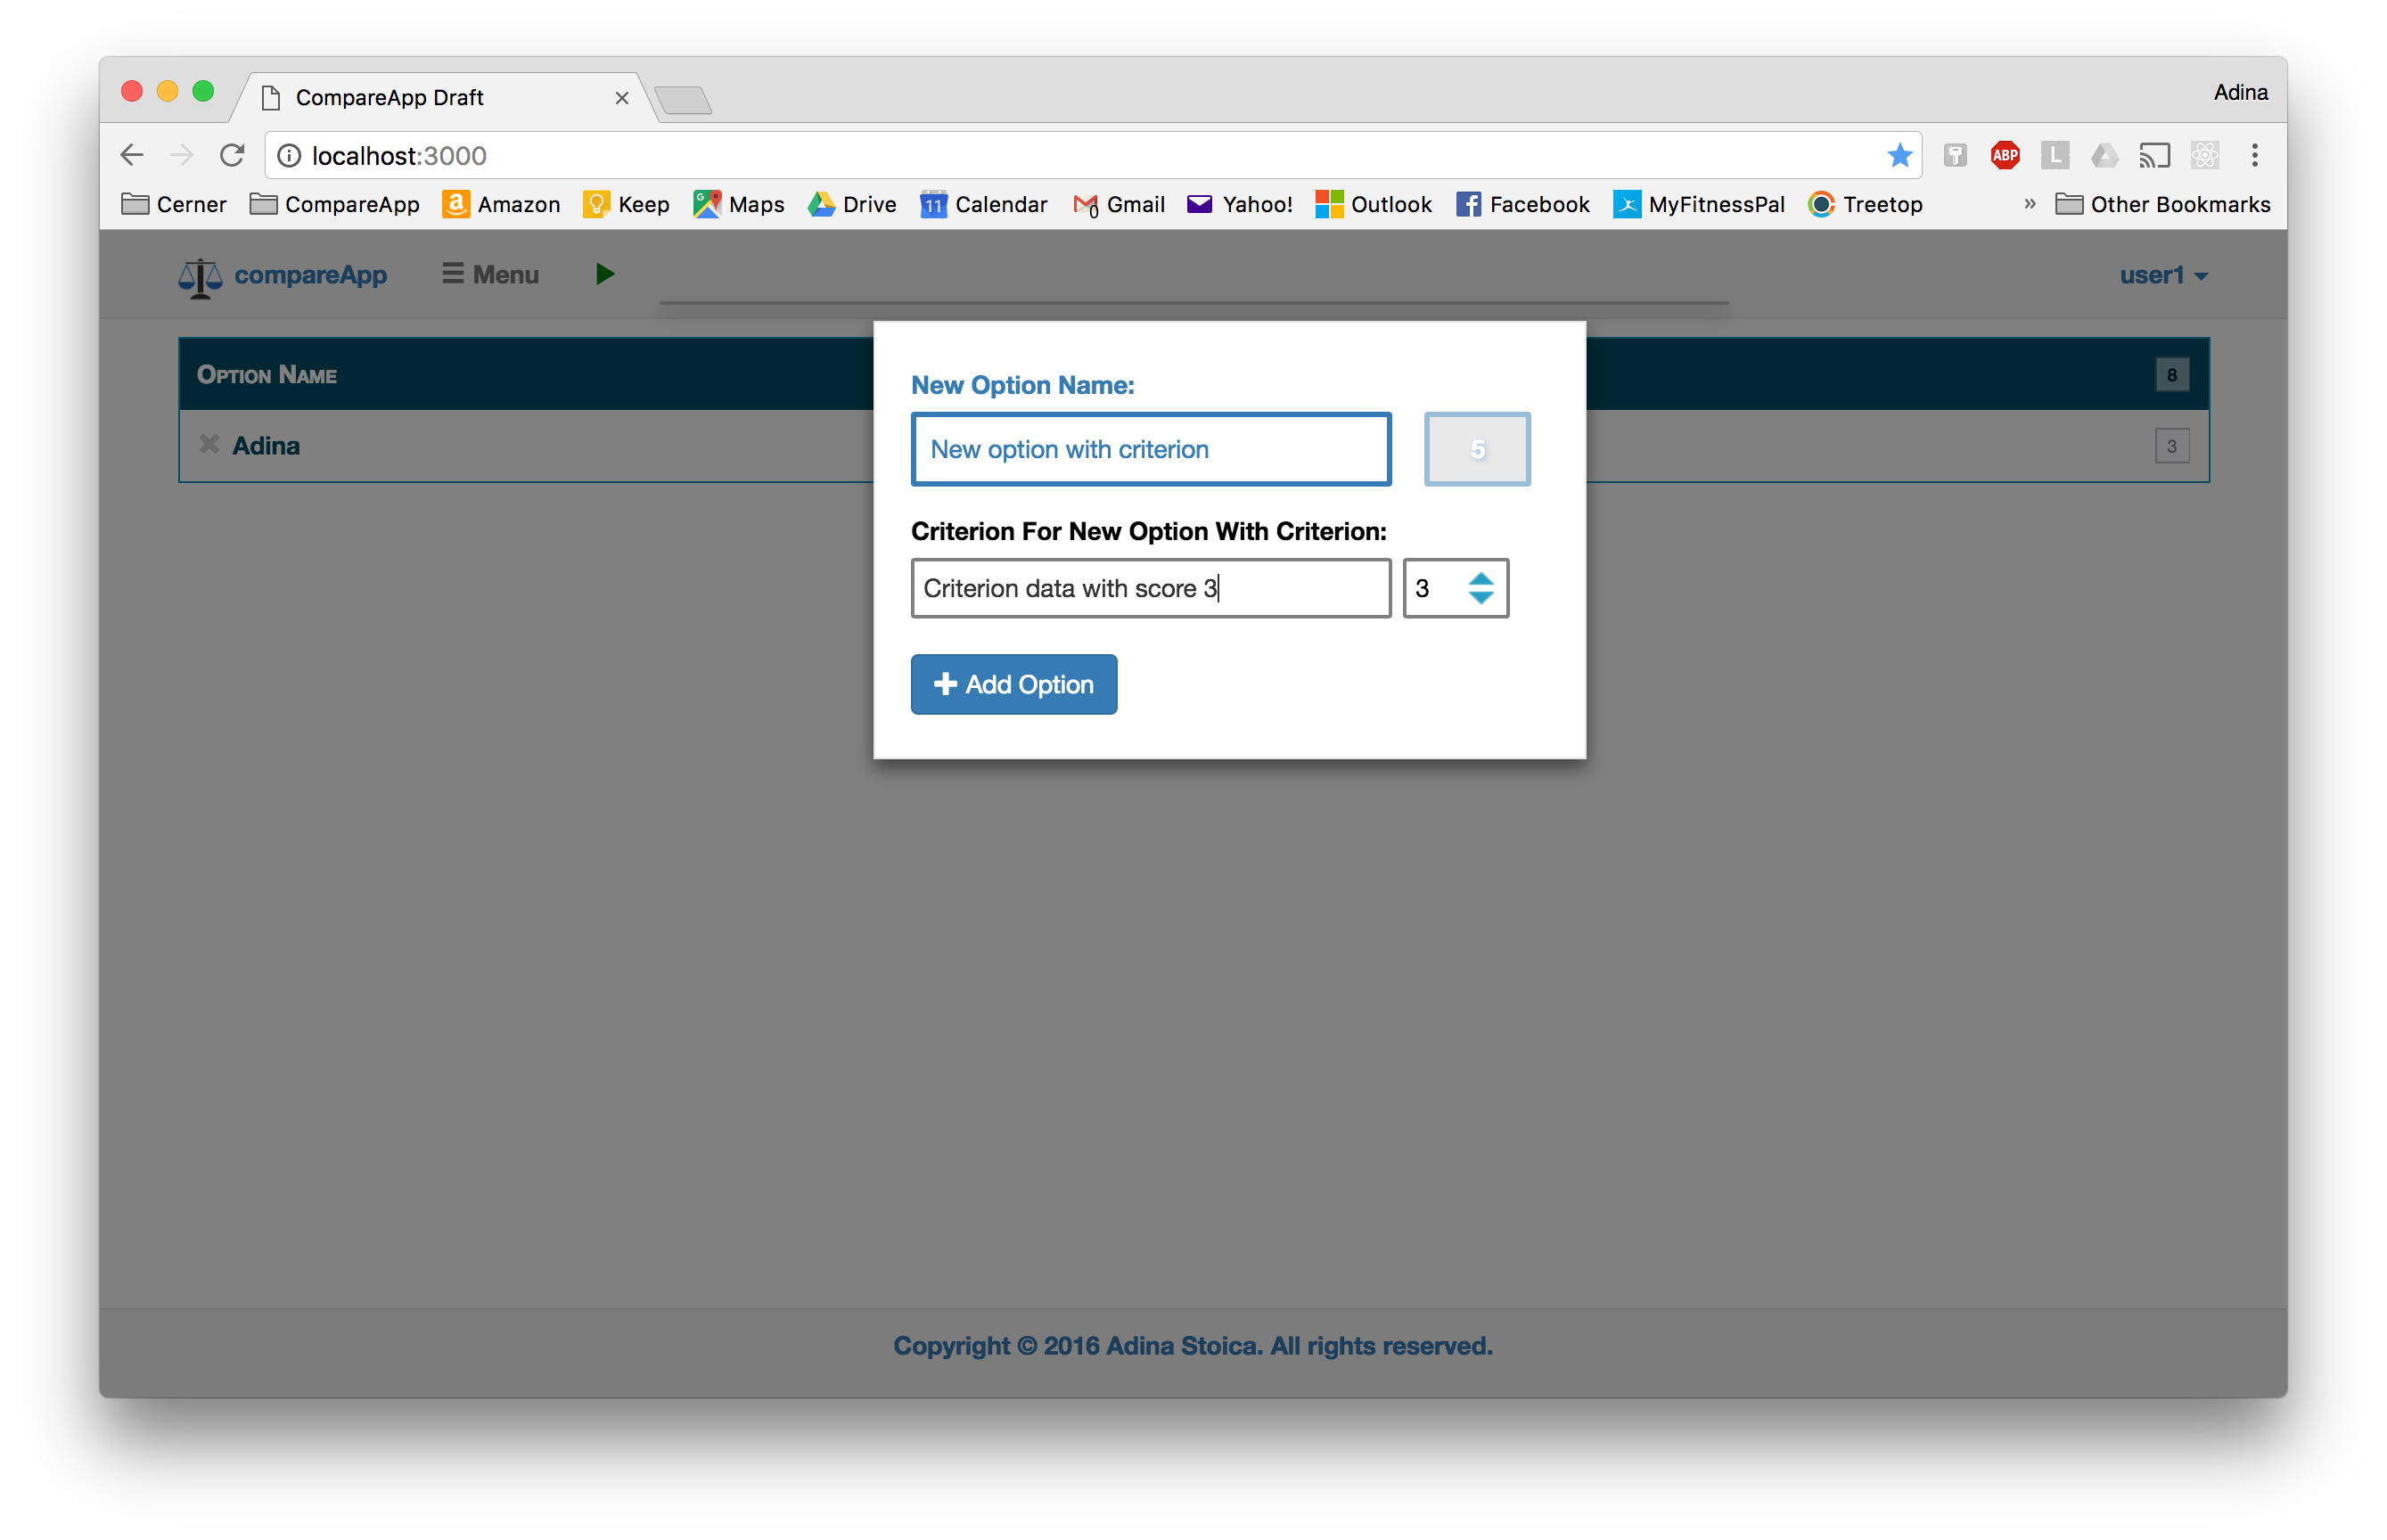 CompareApp Draft
Adina
localhost:3000
ABP
L
Cerner CompareApp Amazon Keep Maps Drive 11 Calendar Gmail Yahoo! Outlook Facebook MyFitnessPal Treetop » Other Bookmarks
compareApp Menu user1
Option Name 8
Adina 3
New Option Name:
New option with criterion 5
Criterion For New Option With Criterion:
Criterion data with score 3 3
Add Option
Copyright © 2016 Adina Stoica. All rights reserved.